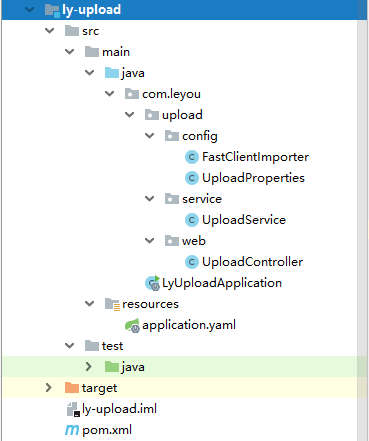 ly-upload
src
main
java
com.leyou
upload
config
FastClientImporter
UploadProperties
service
UploadService
web
UploadController
LyUploadApplication
resources
application.yaml
test
java
target
ly-upload.iml
pom.xml